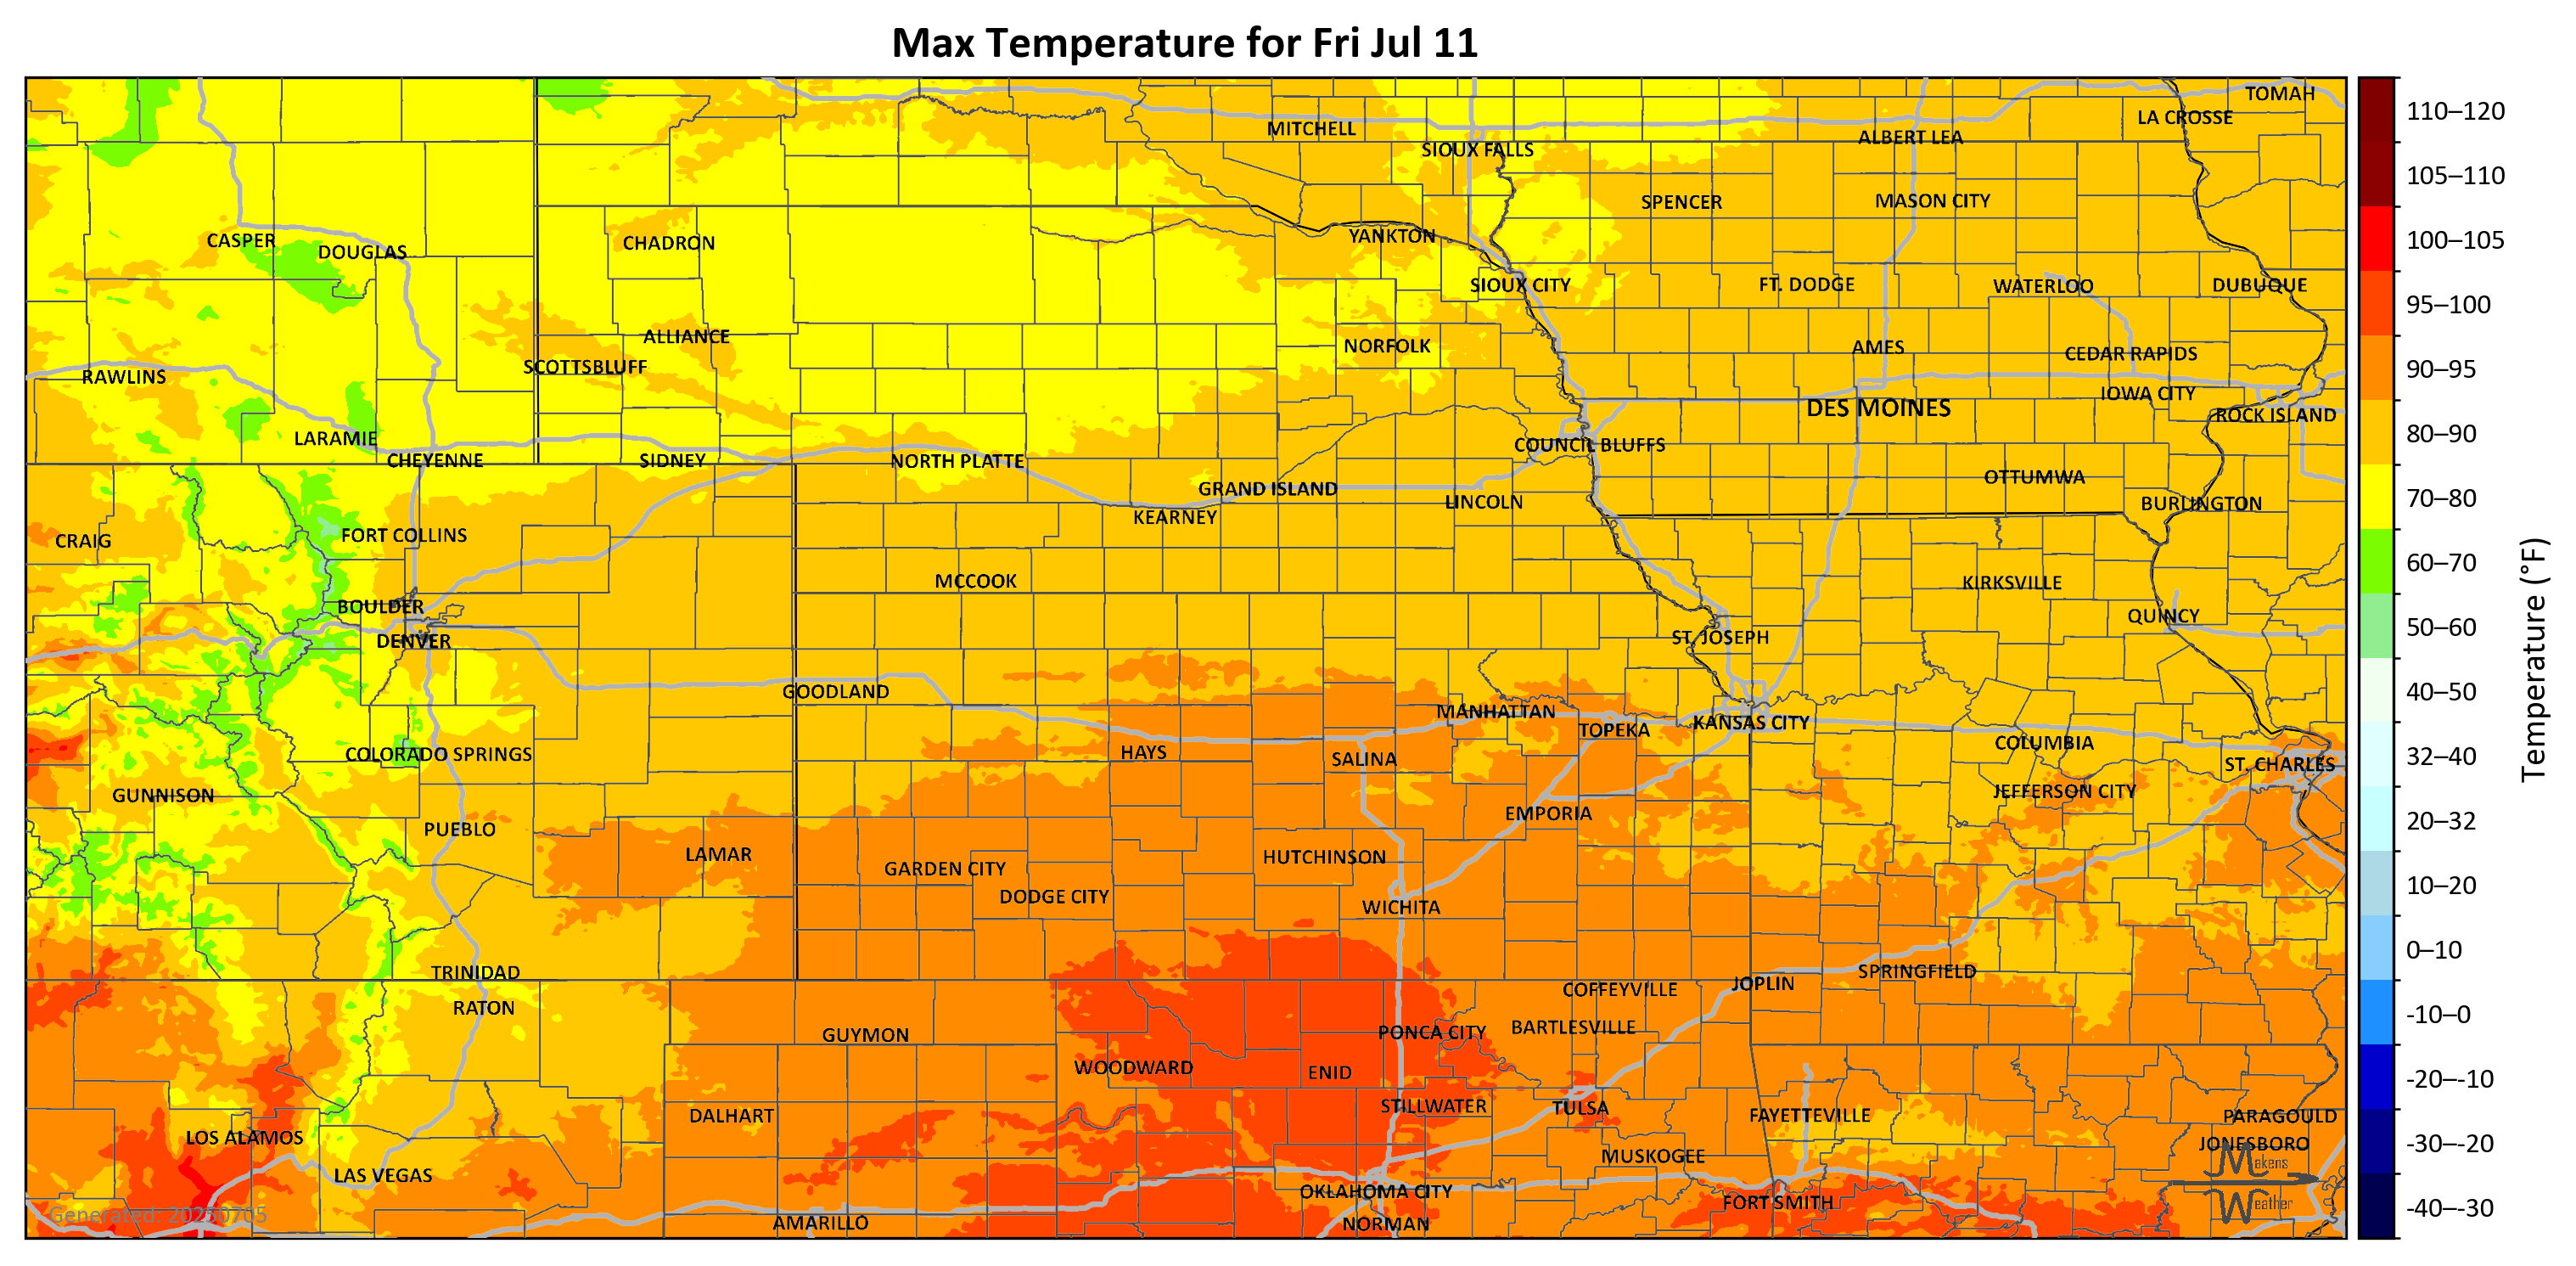 Max Temperature for Fri Jul 11
TOMAH
LA CROSSE
MITCHELL
ALBERT LEA
SIOUX FALLS
SPENCER
MASON CITY
YANKTON
CASPER
DOUGLAS
CHADRON
SIOUX CITY
FT. DODGE
WATERLOO
DUBUQUE
ALLIANCE
NORFOLK
AMES
CEDAR RAPIDS
SCOTTSBLUFF
RAWLINS
IOWA CITY
DES MOINES
ROCK ISLAND
LARAMIE
COUNCIL BLUFFS
CHEYENNE
SIDNEY
NORTH PLATTE
OTTUMWA
GRAND ISLAND
LINCOLN
BURLINGTON
KEARNEY
CRAIG
FORT COLLINS
MCCOOK
KIRKSVILLE
BOULDER
QUINCY
DENVER
ST. JOSEPH
GOODLAND
MANHATTAN
TOPEKA
KANSAS CITY
COLUMBIA
COLORADO SPRINGS
HAYS
SALINA
ST. CHARLES
GUNNISON
JEFFERSON CITY
EMPORIA
PUEBLO
LAMAR
HUTCHINSON
GARDEN CITY
DODGE CITY
WICHITA
TRINIDAD
SPRINGFIELD
JOPLIN
COFFEYVILLE
RATON
GUYMON
PONCA CITY
BARTLESVILLE
WOODWARD
ENID
DALHART
STILLWATER
TULSA
FAYETTEVILLE
PARAGOULD
LOS ALAMOS
JONESBORO
MUSKOGEE
LAS VEGAS
OKLAHOMA CITY
FORT SMITH
AMARILLO
NORMAN
Generated: 20250705
Makens
Weather
110–120
105–110
100–105
95–100
90–95
80–90
70–80
60–70
50–60
40–50
32–40
20–32
10–20
0–10
-10–0
-20–-10
-30–-20
-40–-30
Temperature (°F)